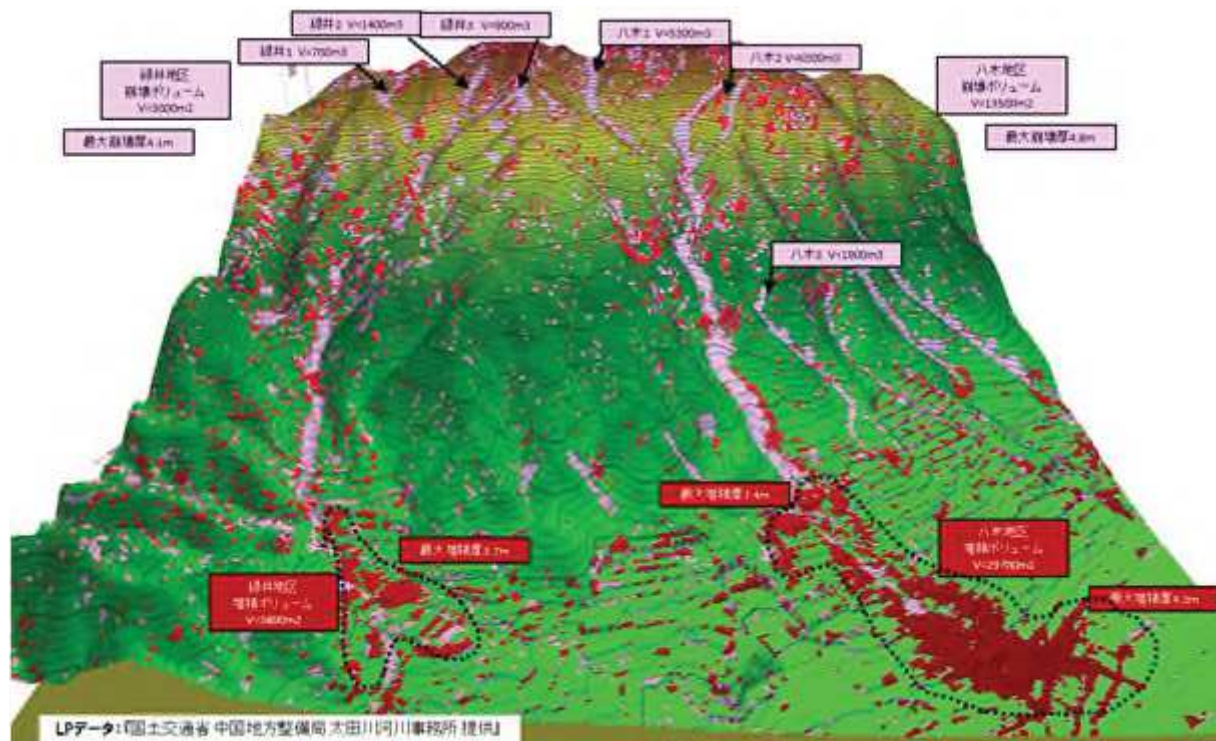 緑井2 V=1400m3
緑井3 V=900m3
八木1 V=5300m3
緑井1 V=700m3
八木2 V=6200m3
緑井地区
崩壊ボリューム
V=3000m2
八木地区
崩壊ボリューム
V=13500m2
最大崩壊厚4.1m
最大崩壊厚4.8m
八木3 V=1900m3
最大堆積厚
最大堆積厚3.7m
八木地区
堆積ボリューム
緑井地区
堆積ボリューム
最大堆積厚
LPデータ:『国土交通省 中国地方整備局 太田川河川事務所 提供』